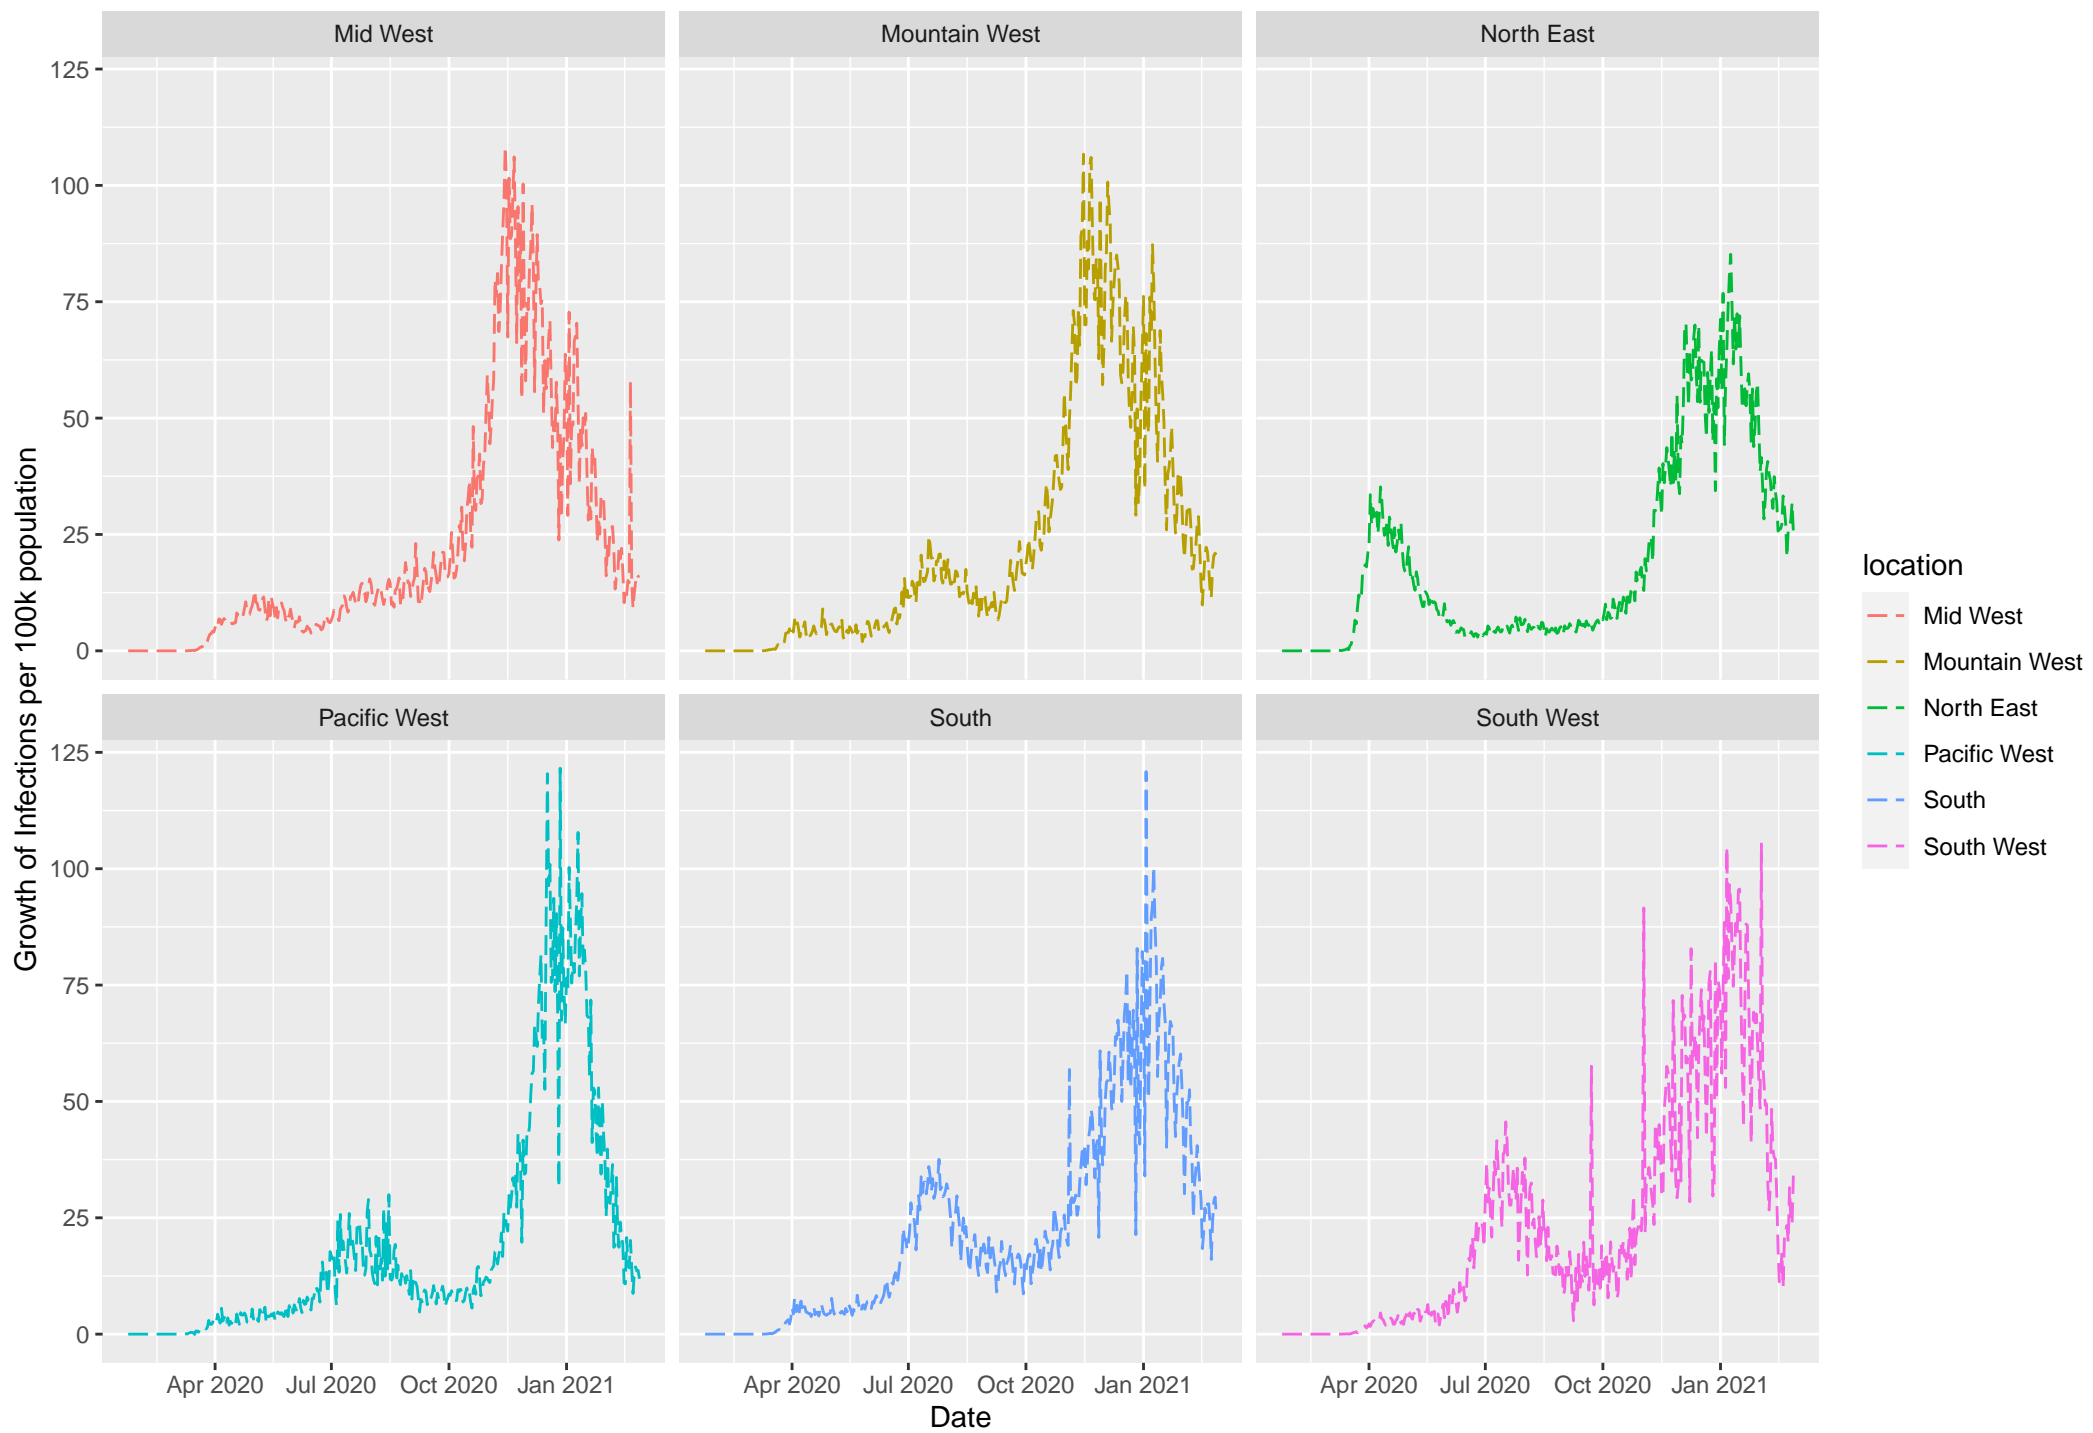 Mid West
Mountain West
North East
125
100
75
50
25
0
Pacific West
South
South West
125
100
75
50
25
0
Apr 2020 Jul 2020 Oct 2020 Jan 2021
Apr 2020 Jul 2020 Oct 2020 Jan 2021
Apr 2020 Jul 2020 Oct 2020 Jan 2021
Date
Growth of Infections per 100k population
location
Mid West
Mountain West
North East
Pacific West
South
South West